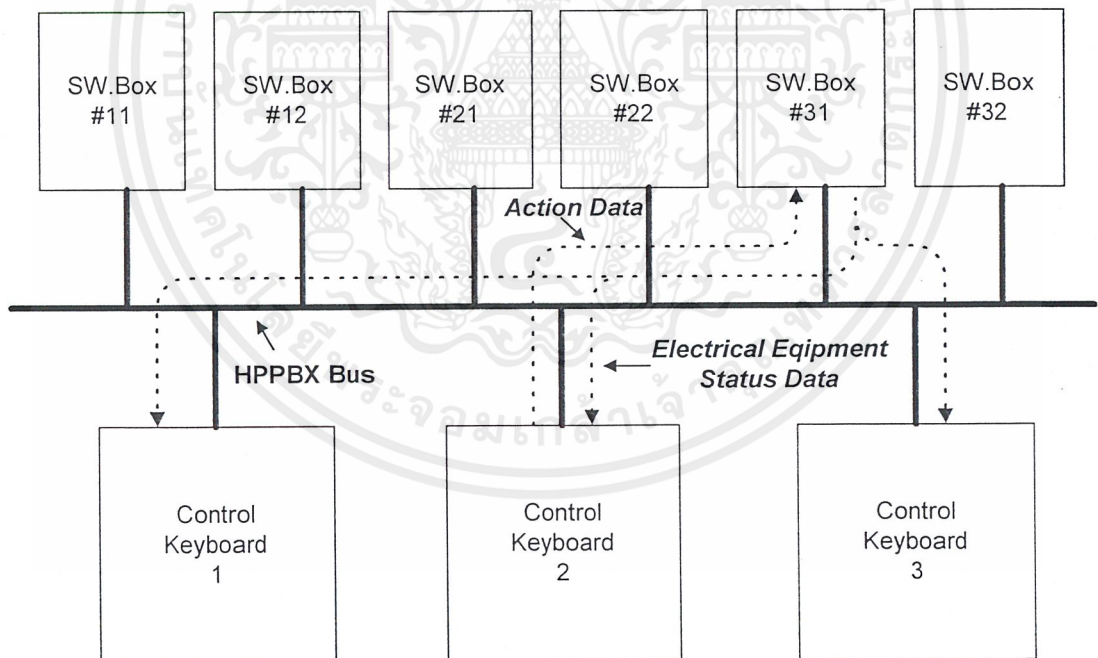 SW.Box
#11
SW.Box
#12
SW.Box
#21
SW.Box
#22
SW.Box
#31
SW.Box
#32
Action Data
HPPBX Bus
Electrical Eqipment
Status Data
Control
Keyboard
1
Control
Keyboard
2
Control
Keyboard
3